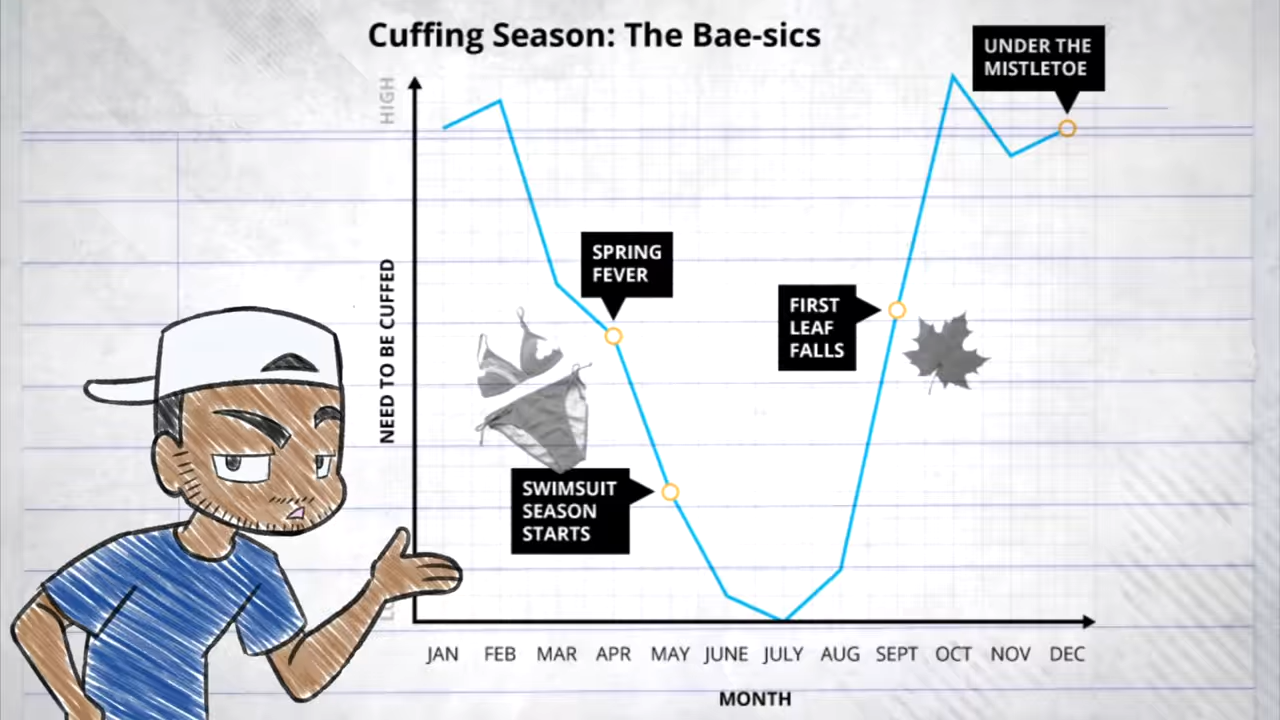 Cuffing Season: The Bae-sics
UNDER THE
MISTLETOE
HIGH
SPRING
FEVER
NEED TO BE CUFFED
FIRST
LEAF
FALLS
SWIMSUIT
SEASON
STARTS
JAN FEB MAR APR MAY JUNE JULY AUG SEPT OCT NOV DEC
MONTH